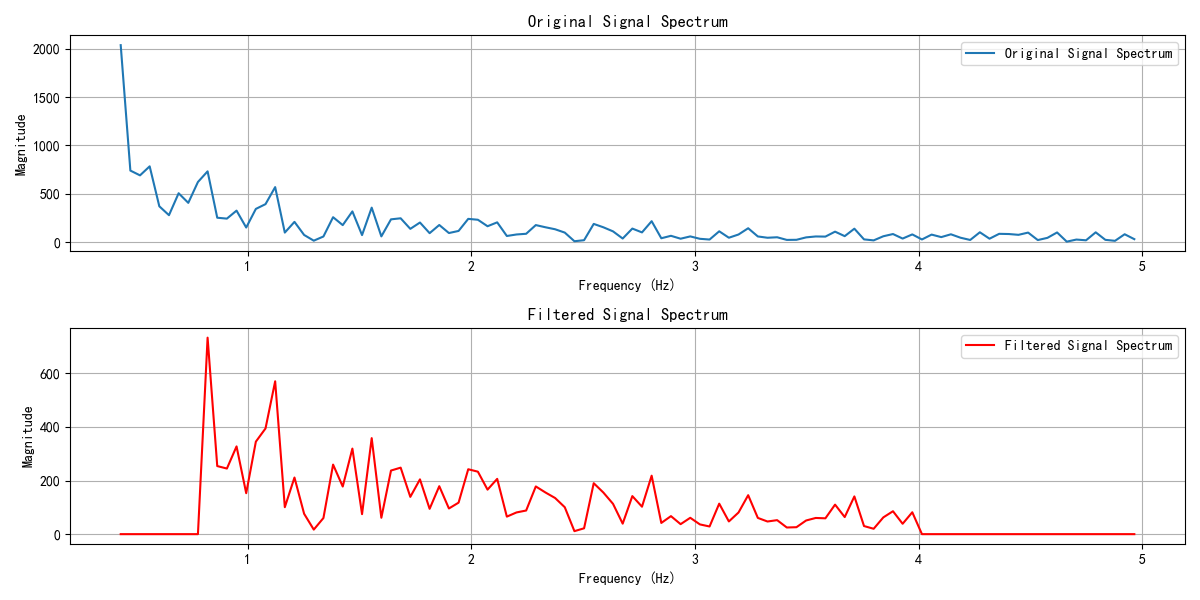 Original Signal Spectrum
Original Signal Spectrum
Magnitude
2000
1500
1000
500
0
1 2 3 4 5
Frequency (Hz)
Filtered Signal Spectrum
Filtered Signal Spectrum
Magnitude
600
400
200
0
1 2 3 4 5
Frequency (Hz)